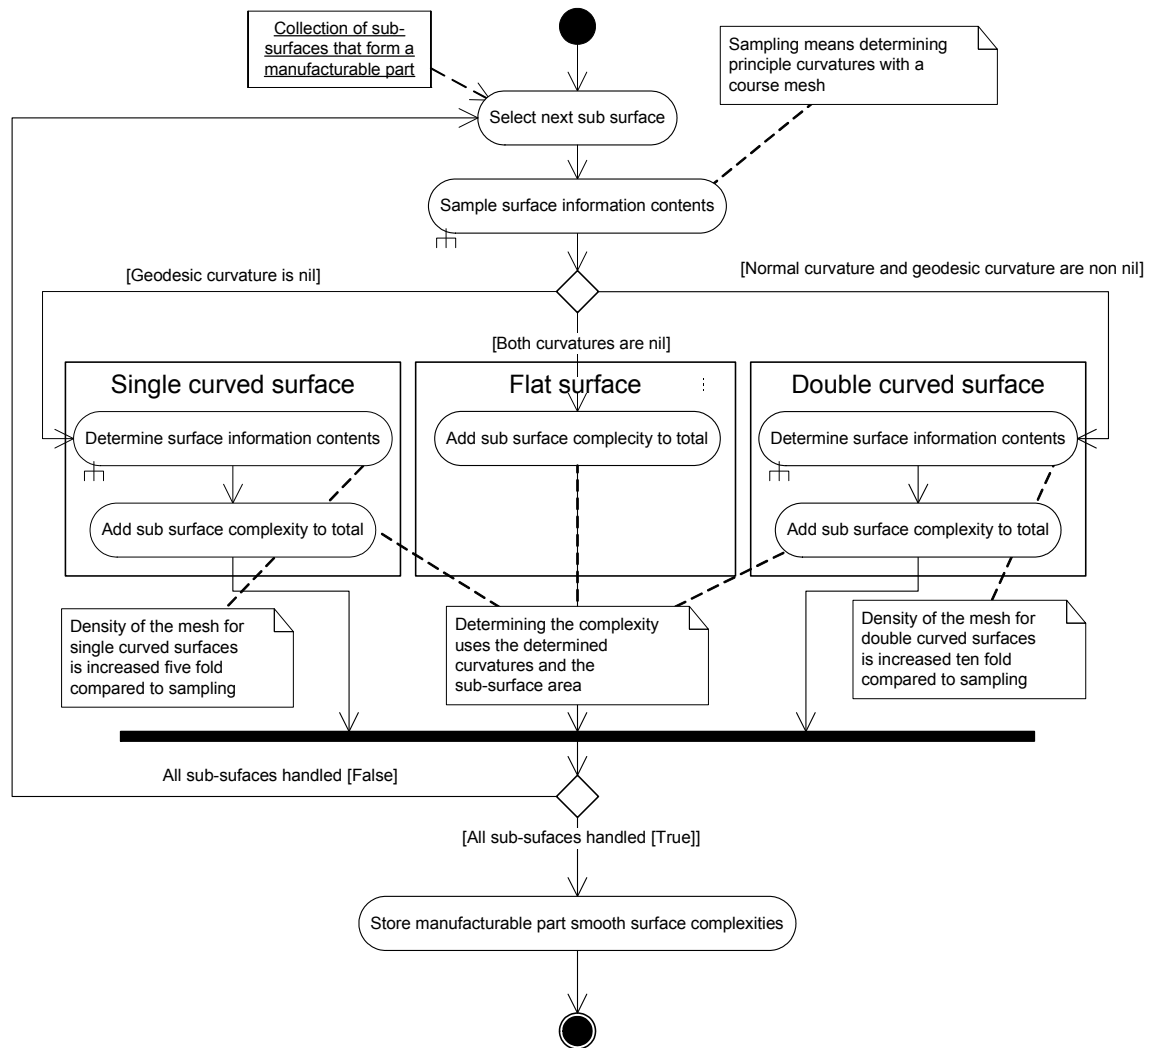 Collection of sub-
surfaces that form a
manufacturable part
Sampling means determining
principle curvatures with a
course mesh
Select next sub surface
Sample surface information contents
[Geodesic curvature is nil]
[Normal curvature and geodesic curvature are non nil]
[Both curvatures are nil]
Single curved surface
Flat surface
Double curved surface
Determine surface information contents
Add sub surface complecity to total
Determine surface information contents
Add sub surface complexity to total
Add sub surface complexity to total
Density of the mesh for
single curved surfaces
is increased five fold
compared to sampling
Determining the complexity
uses the determined
curvatures and the
sub-surface area
Density of the mesh for
double curved surfaces
is increased ten fold
compared to sampling
All sub-sufaces handled [False]
[All sub-sufaces handled [True]]
Store manufacturable part smooth surface complexities